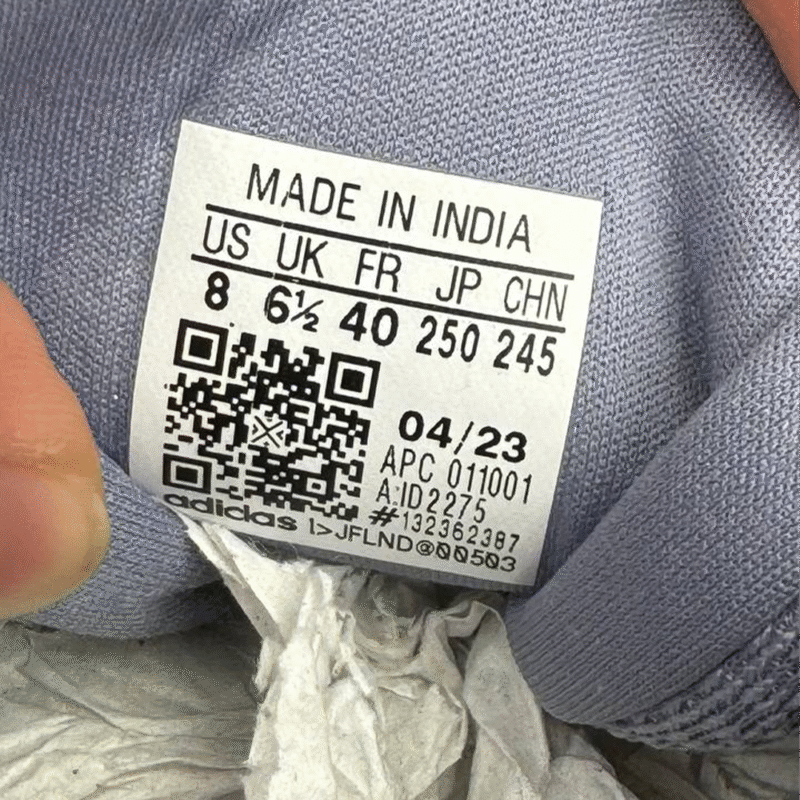 MADE IN INDIA
US UK FR JP CHN
8 6½ 40 250 245
04/23
APC 011001
A:ID2275
#132362387
adidas 1>JFLND@00503